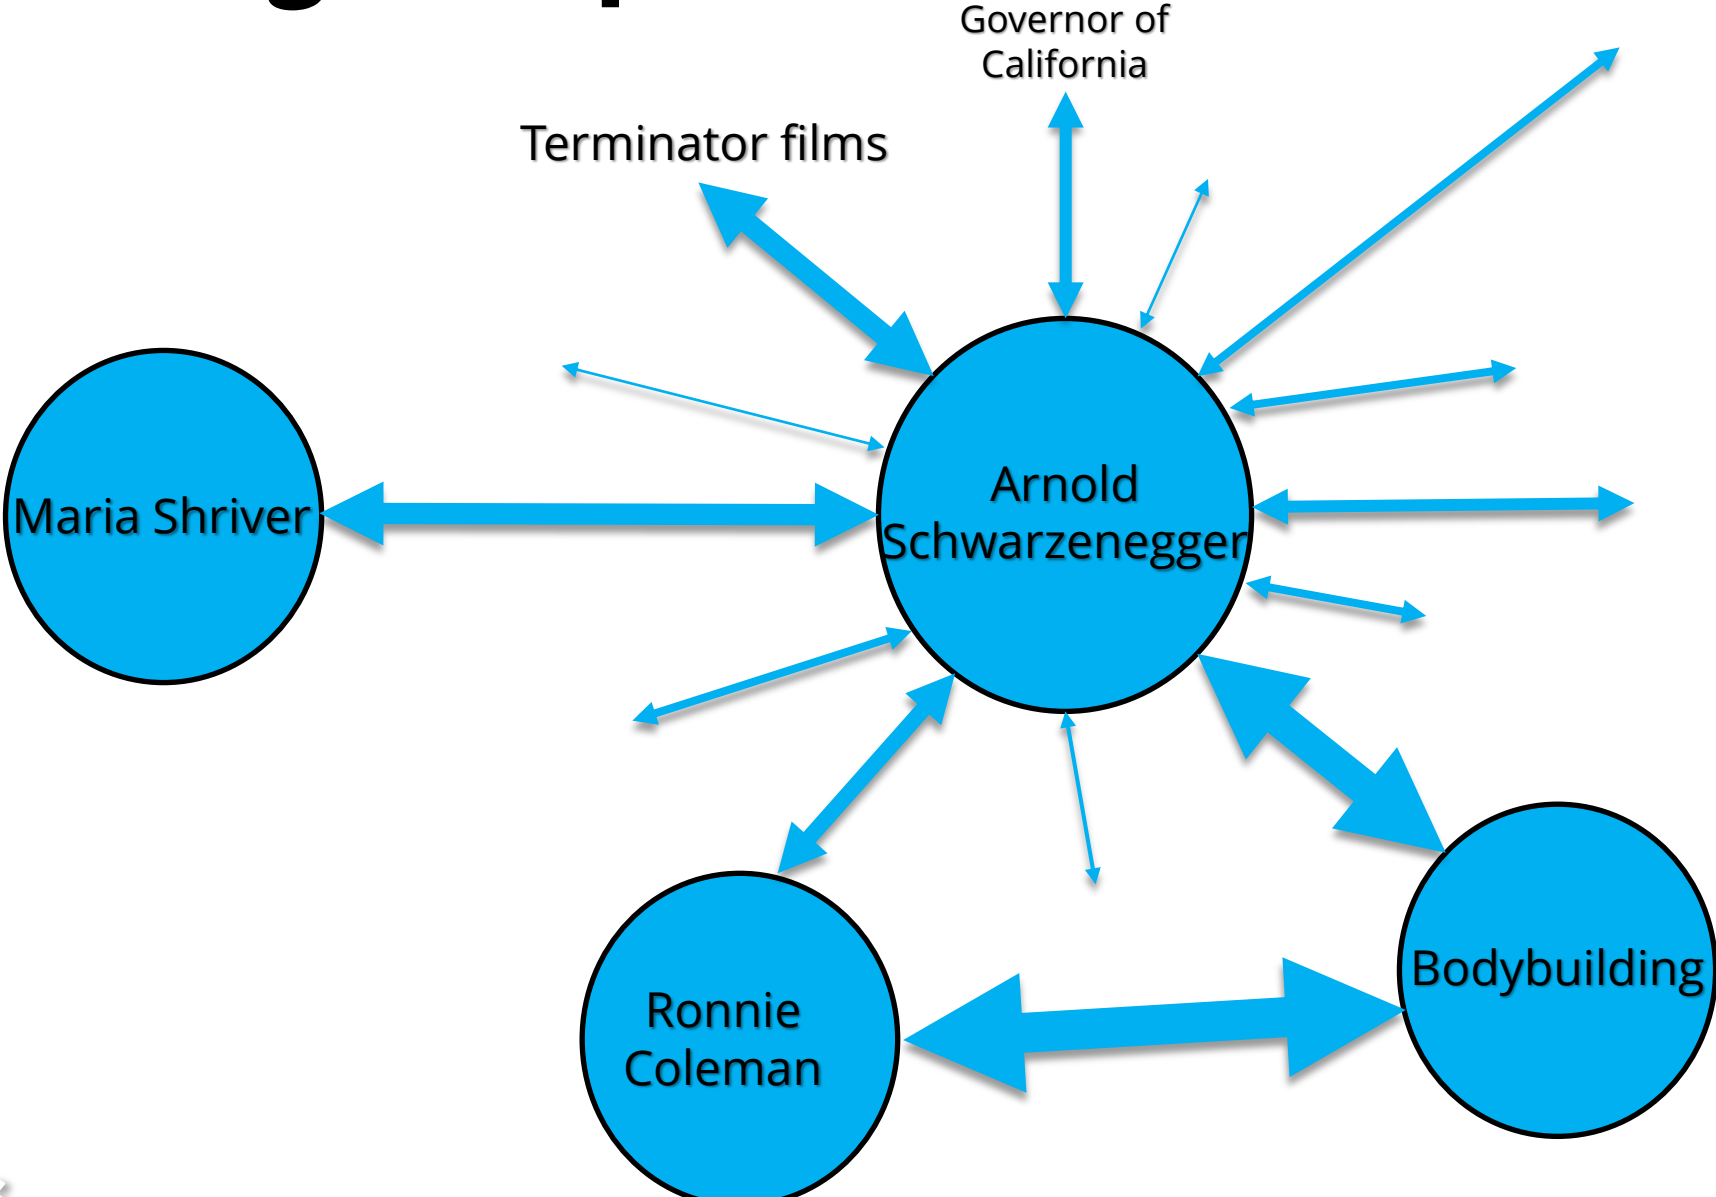 Governor of
California
Terminator films
Maria Shriver
Arnold
Schwarzenegger
Bodybuilding
Ronnie
Coleman